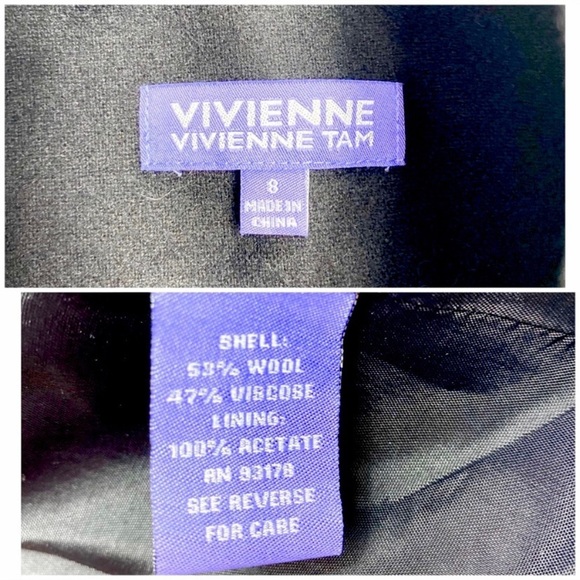 VIVIENNE
VIVIENNE TAM
8
MADE IN
CHINA
SHELL:
53% WOOL
47% VISCOSE
LINING:
100% ACETATE
RN 93178
SEE REVERSE
FOR CARE